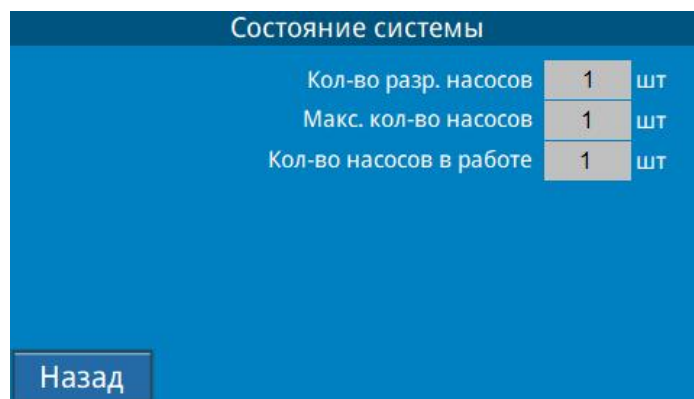 Состояние системы
Кол-во разр. насосов 1 шт
Макс. кол-во насосов 1 шт
Кол-во насосов в работе 1 шт
Назад